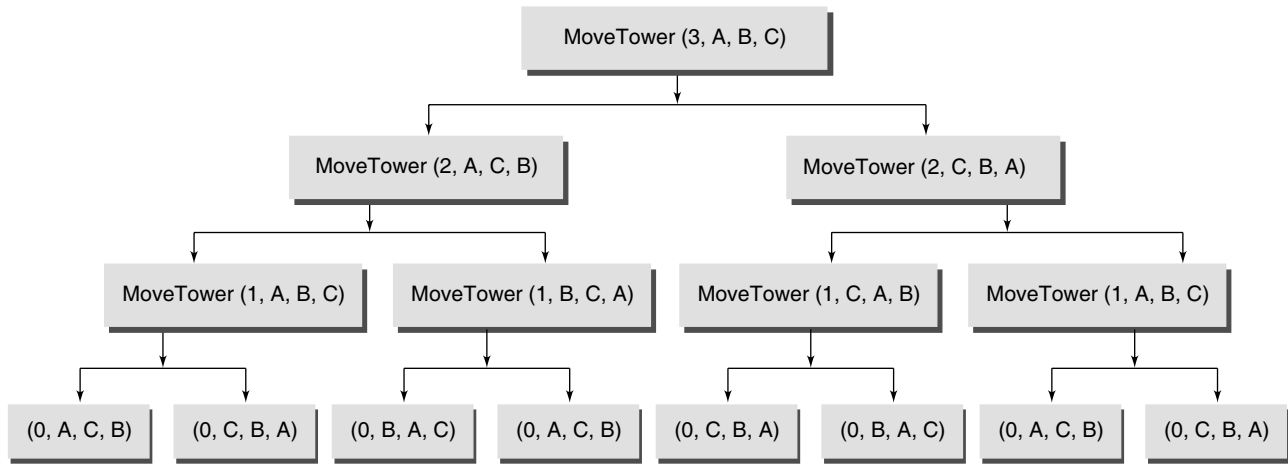 MoveTower (3, A, B, C)
MoveTower (2, A, C, B)
MoveTower (2, C, B, A)
MoveTower (1, A, B, C)
MoveTower (1, B, C, A)
MoveTower (1, C, A, B)
MoveTower (1, A, B, C)
(0, A, C, B)
(0, C, B, A)
(0, B, A, C)
(0, A, C, B)
(0, C, B, A)
(0, B, A, C)
(0, A, C, B)
(0, C, B, A)